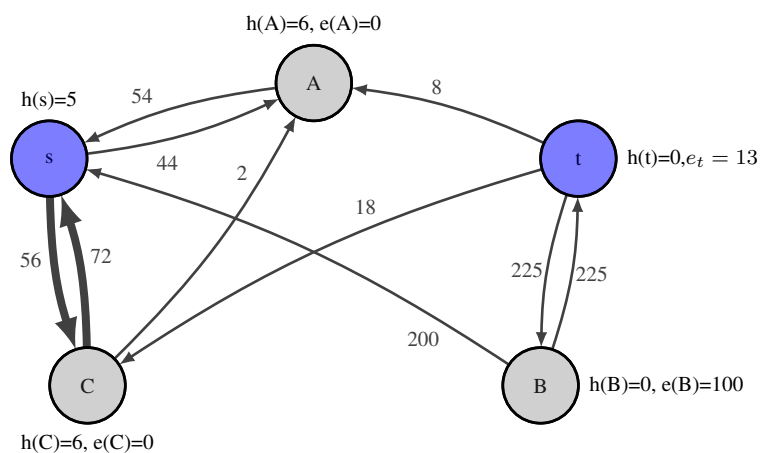 h(A)=6, e(A)=0
A
54
8
h(s)=5
s
44
2
t
h(t)=0,$e_t = 13$
18
56
72
225
225
200
C
B
h(B)=0, e(B)=100
h(C)=6, e(C)=0